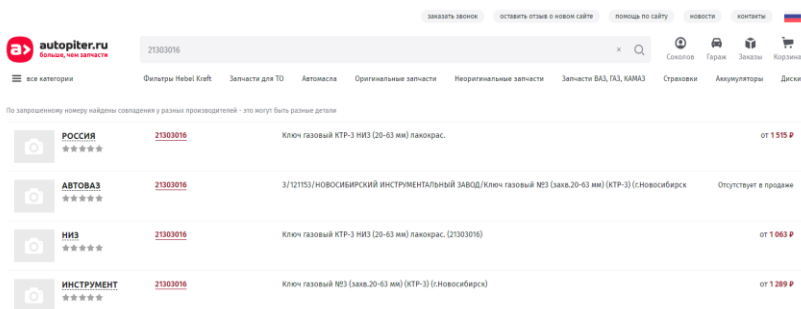 заказать звонок оставить отзыв о новом сайте помощь по сайту новости контакты
autopiter.ru
больше, чем запчасти
21303016 ×
Соколов Гараж Заказы Корзина
все категории Фильтры Hebel Kraft Запчасти для ТО Автомасла Оригинальные запчасти Неоригинальные запчасти Запчасти ВАЗ, ГАЗ, КАМАЗ Страховки Аккумуляторы Диски
По запрошенному номеру найдены совпадения у разных производителей - это могут быть разные детали
РОССИЯ 21303016 Ключ газовый КТР-3 НИЗ (20-63 мм) лакокрас. от 1 515 ₽
АВТОВАЗ 21303016 3/121153/НОВОСИБИРСКИЙ ИНСТРУМЕНТАЛЬНЫЙ ЗАВОД/Ключ газовый №3 (захв.20-63 мм) (КТР-3) (г.Новосибирск Отсутствует в продаже
НИЗ 21303016 Ключ газовый КТР-3 НИЗ (20-63 мм) лакокрас. (21303016) от 1 063 ₽
ИНСТРУМЕНТ 21303016 Ключ газовый №3 (захв.20-63 мм) (КТР-3) (г.Новосибирск) от 1 289 ₽